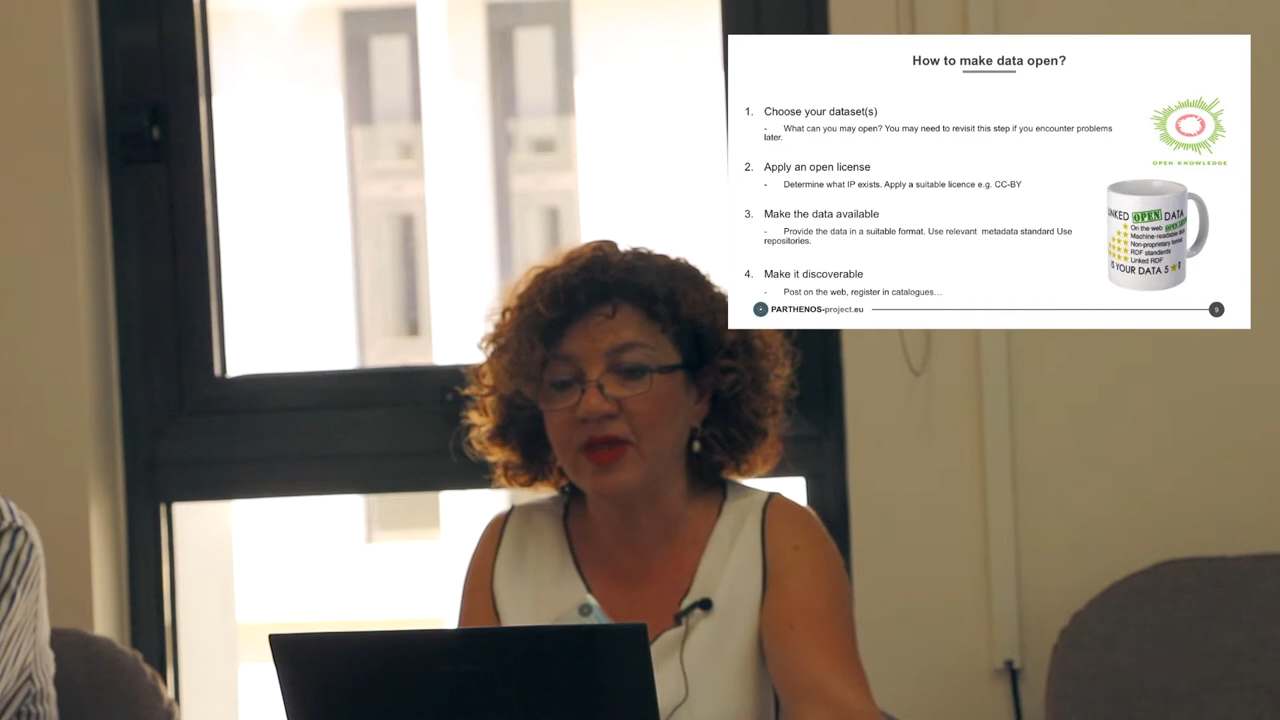 How to make data open?
1. Choose your dataset(s)
- What can you may open? You may need to revisit this step if you encounter problems
later.
2. Apply an open license
- Determine what IP exists. Apply a suitable licence e.g. CC-BY
3. Make the data available
- Provide the data in a suitable format. Use relevant metadata standard Use
repositories.
4. Make it discoverable
- Post on the web, register in catalogues…
OPEN KNOWLEDGE
LINKED OPEN DATA
On the web
Machine-readable
Non-proprietary format
RDF standards
Linked RDF
IS YOUR DATA 5
PARTHENOS-project.eu
9